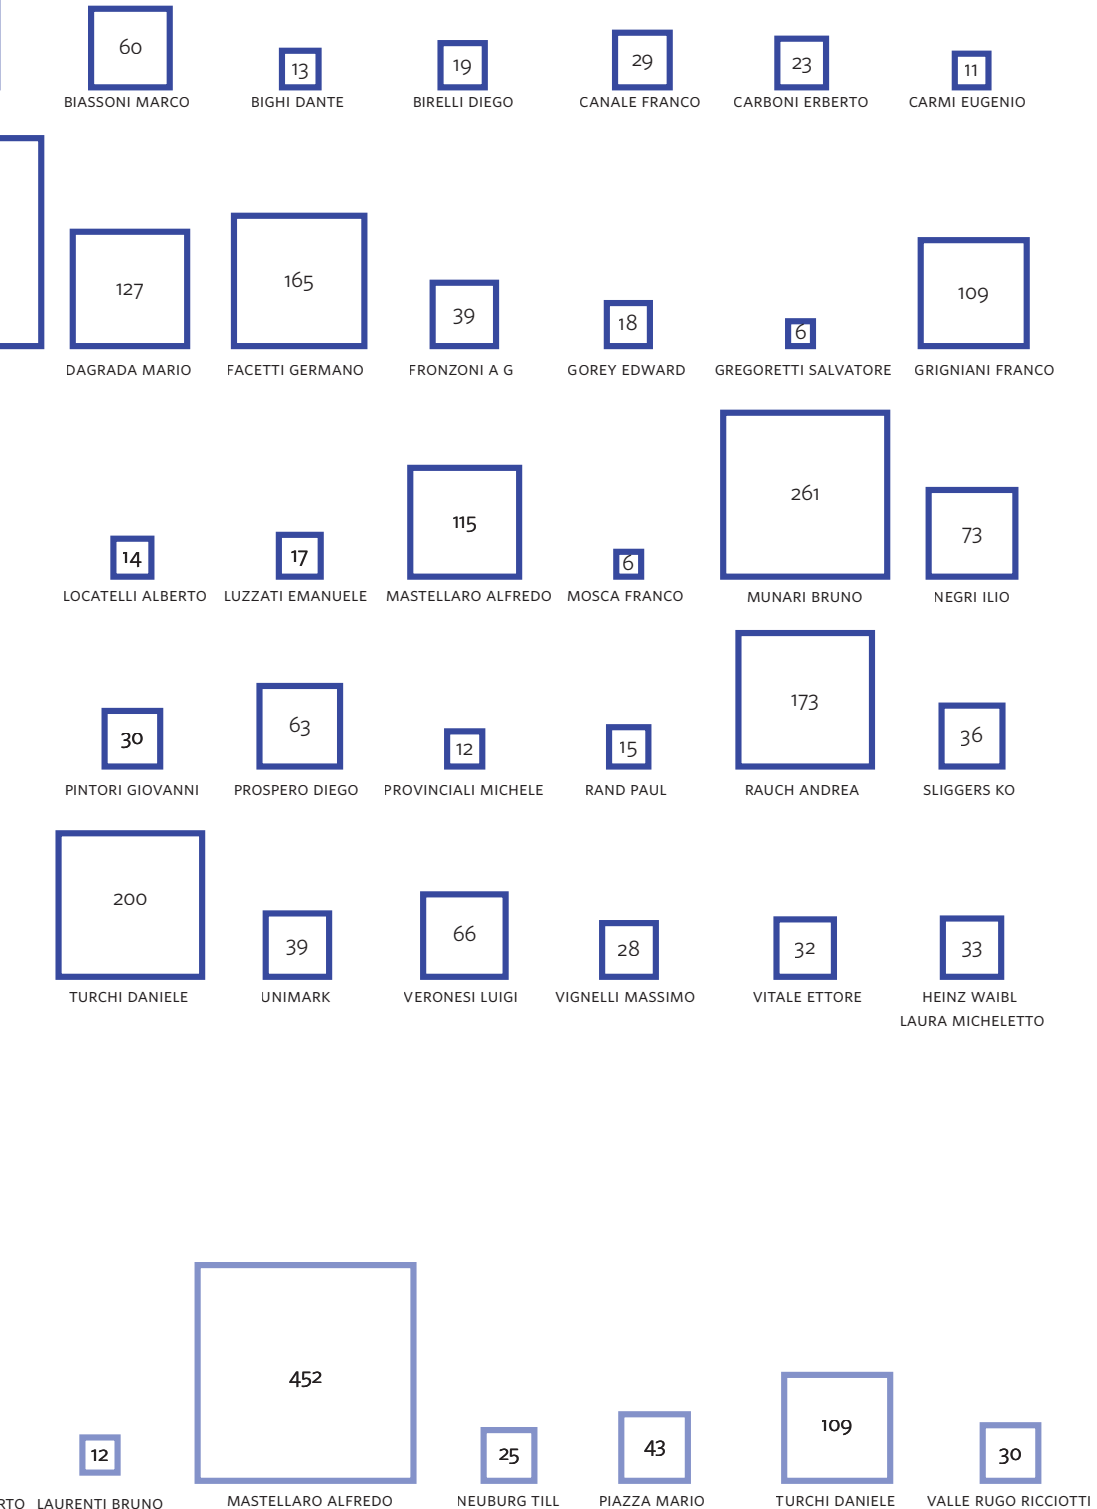 60 13 19 29 23 11
BIASSONI MARCO BIGHI DANTE BIRELLI DIEGO CANALE FRANCO CARBONI ERBERTO CARMI EUGENIO
127 165 39 18 6 109
DAGRADA MARIO FACETTI GERMANO FRONZONI A G GOREY EDWARD GREGORETTI SALVATORE GRIGNIANI FRANCO
14 17 115 6 261 73
LOCATELLI ALBERTO LUZZATI EMANUELE MASTELLARO ALFREDO MOSCA FRANCO MUNARI BRUNO NEGRI ILIO
30 63 12 15 173 36
PINTORI GIOVANNI PROSPERO DIEGO PROVINCIALI MICHELE RAND PAUL RAUCH ANDREA SLIGGERS KO
200 39 66 28 32 33
TURCHI DANIELE UNIMARK VERONESI LUIGI VIGNELLI MASSIMO VITALE ETTORE HEINZ WAIBL
LAURA MICHELETTO
12 452 25 43 109 30
RTO LAURENTI BRUNO MASTELLARO ALFREDO NEUBURG TILL PIAZZA MARIO TURCHI DANIELE VALLE RUGO RICCIOTTI